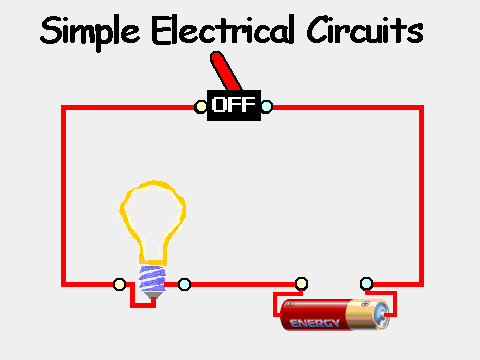 Simple Electrical Circuits
OFF
ENERGY